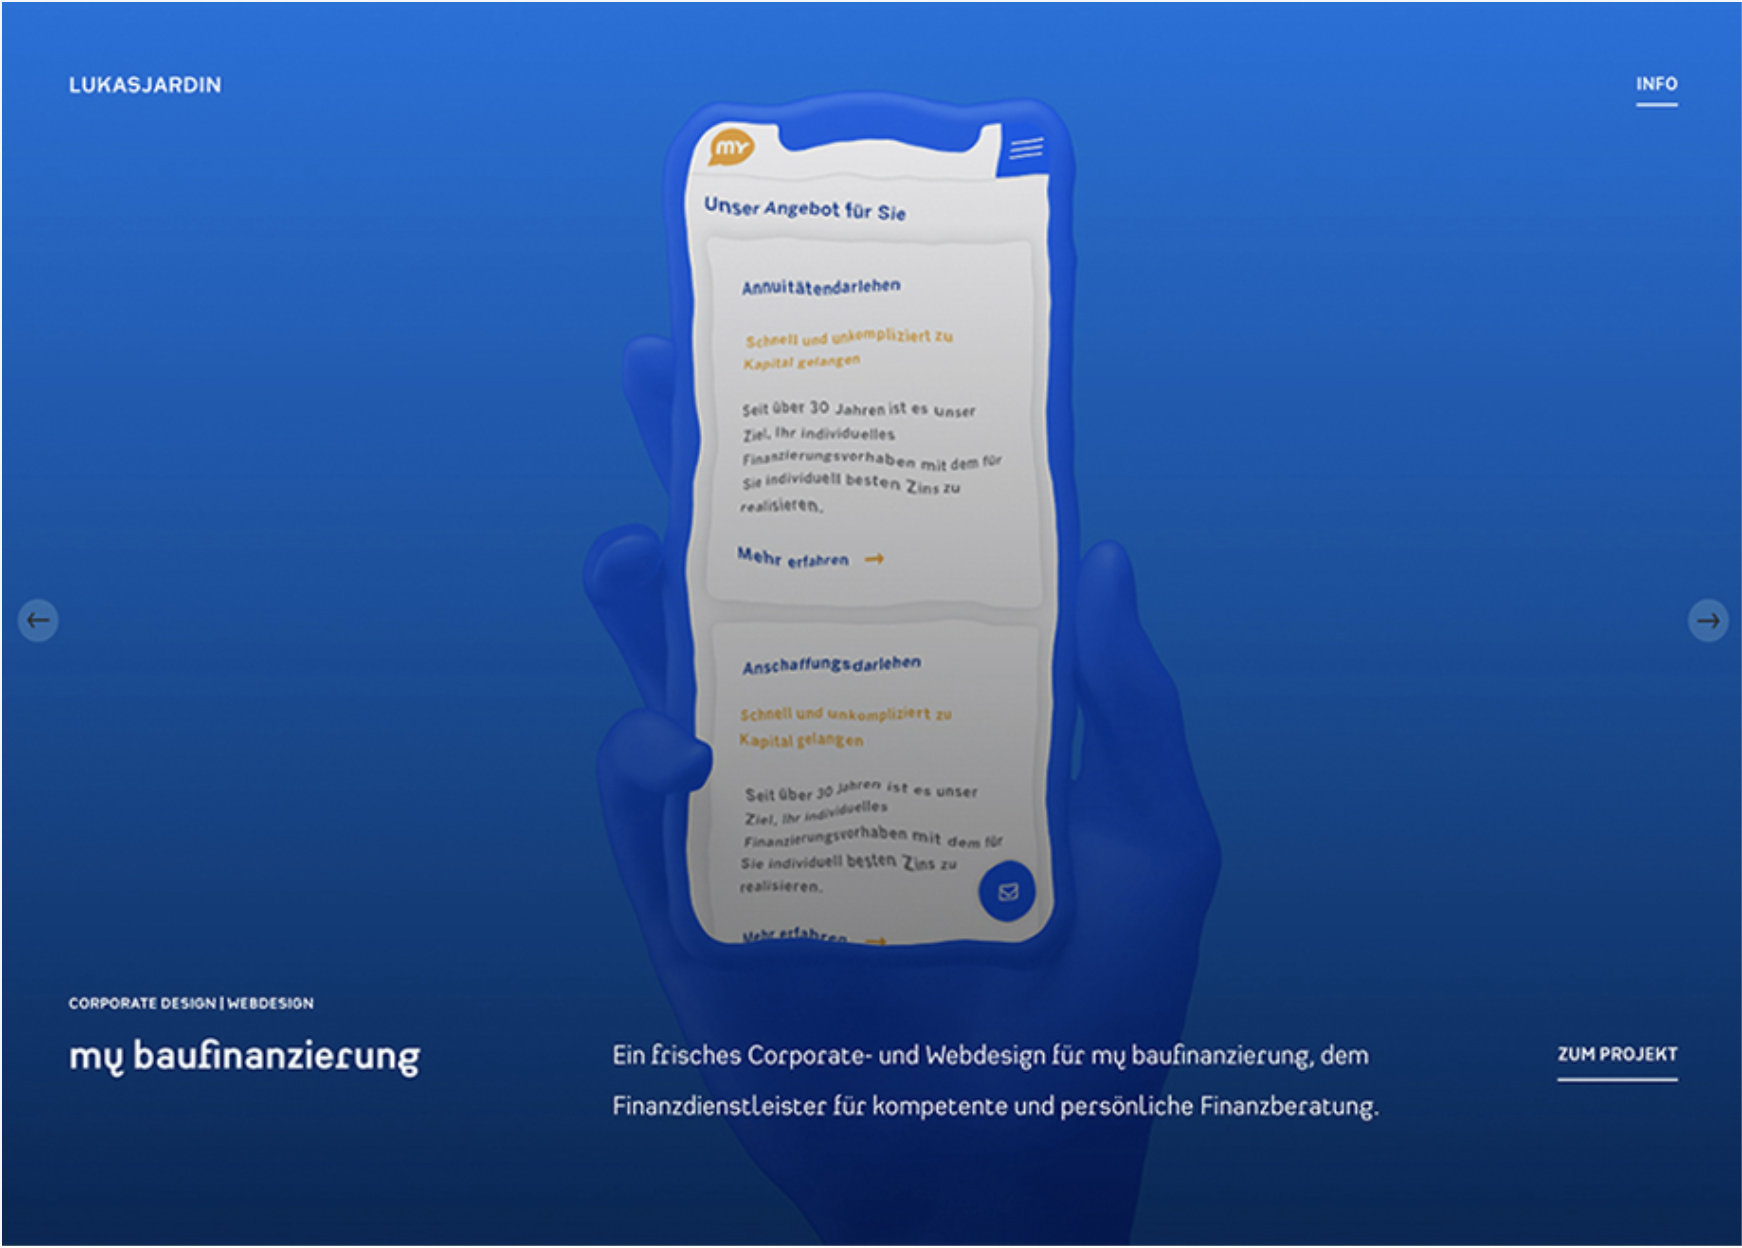 LUKASJARDIN
INFO
my
Unser Angebot für Sie
Annuitätendarlehen
Schnell und unkompliziert zu
Kapital gelangen
Seit über 30 Jahren ist es unser
Ziel, Ihr individuelles
Finanzierungsvorhaben mit dem für
Sie individuell besten Zins zu
realisieren.
Mehr erfahren →
Anschaffungsdarlehen
Schnell und unkompliziert zu
Kapital gelangen
Seit über 30 Jahren ist es unser
Ziel, Ihr individuelles
Finanzierungsvorhaben mit dem für
Sie individuell besten Zins zu
realisieren.
Mehr erfahren →
CORPORATE DESIGN | WEBDESIGN
my baufinanzierung
Ein frisches Corporate- und Webdesign für my baufinanzierung, dem
Finanzdienstleister für kompetente und persönliche Finanzberatung.
ZUM PROJEKT